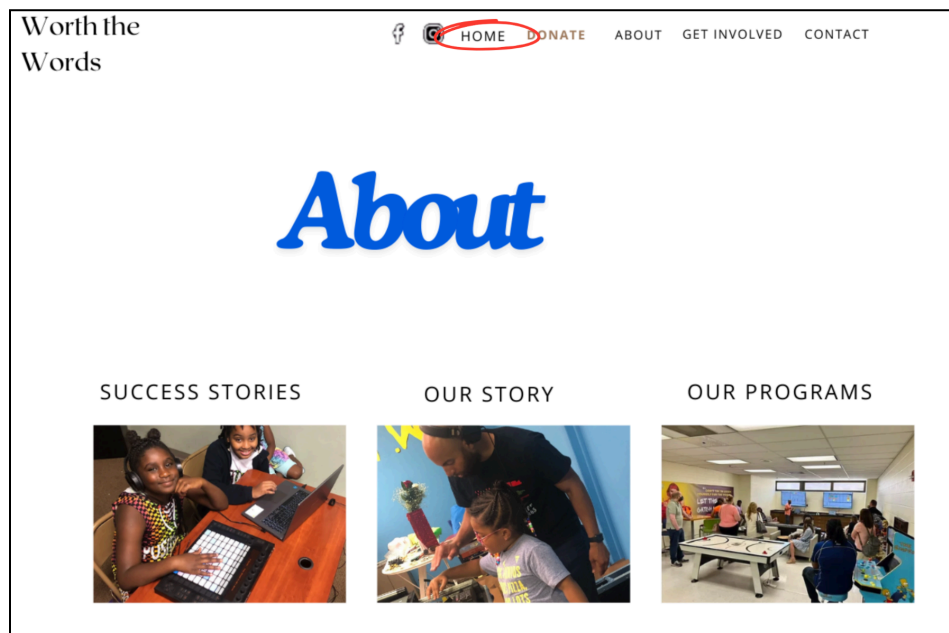 Worth the
Words
HOME DONATE ABOUT GET INVOLVED CONTACT
About
SUCCESS STORIES
OUR STORY
OUR PROGRAMS